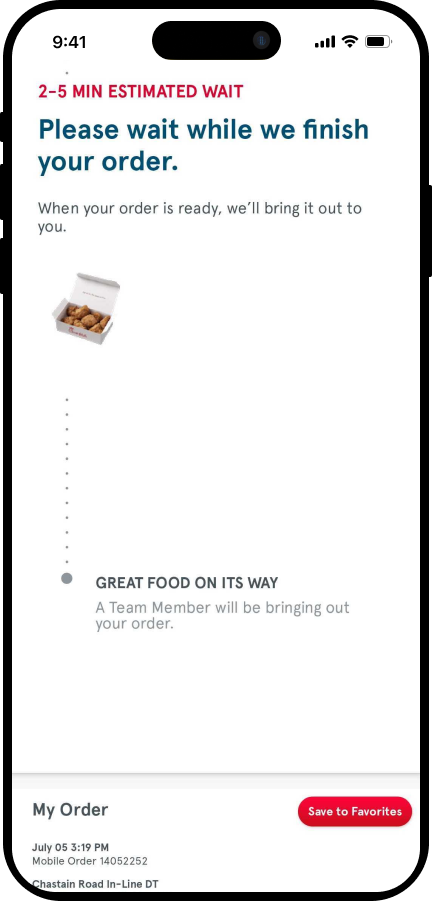 9:41
2–5 MIN ESTIMATED WAIT
Please wait while we finish
your order.
When your order is ready, we’ll bring it out to
you.
GREAT FOOD ON ITS WAY
A Team Member will be bringing out
your order.
My Order
Save to Favorites
July 05 3:19 PM
Mobile Order 14052252
Chastain Road In-Line DT